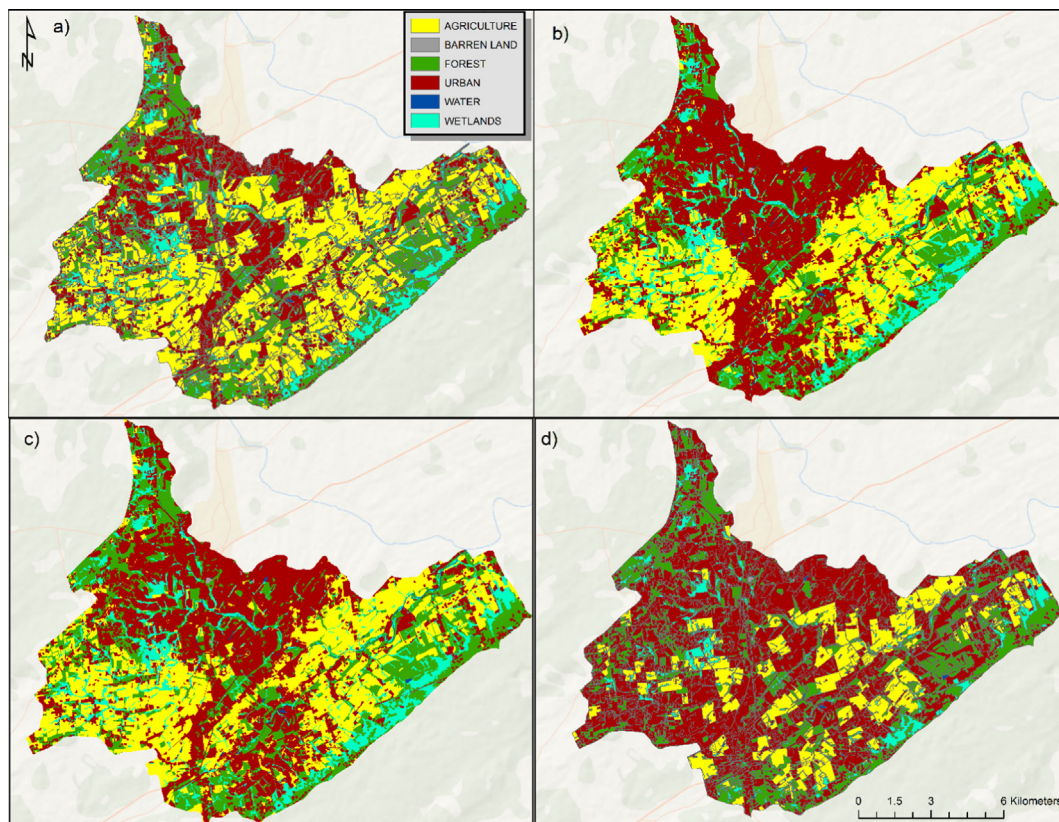 N
a)
AGRICULTURE
BARREN LAND
FOREST
URBAN
WATER
WETLANDS
b)
c)
d)
0 1.5 3 6 Kilometers